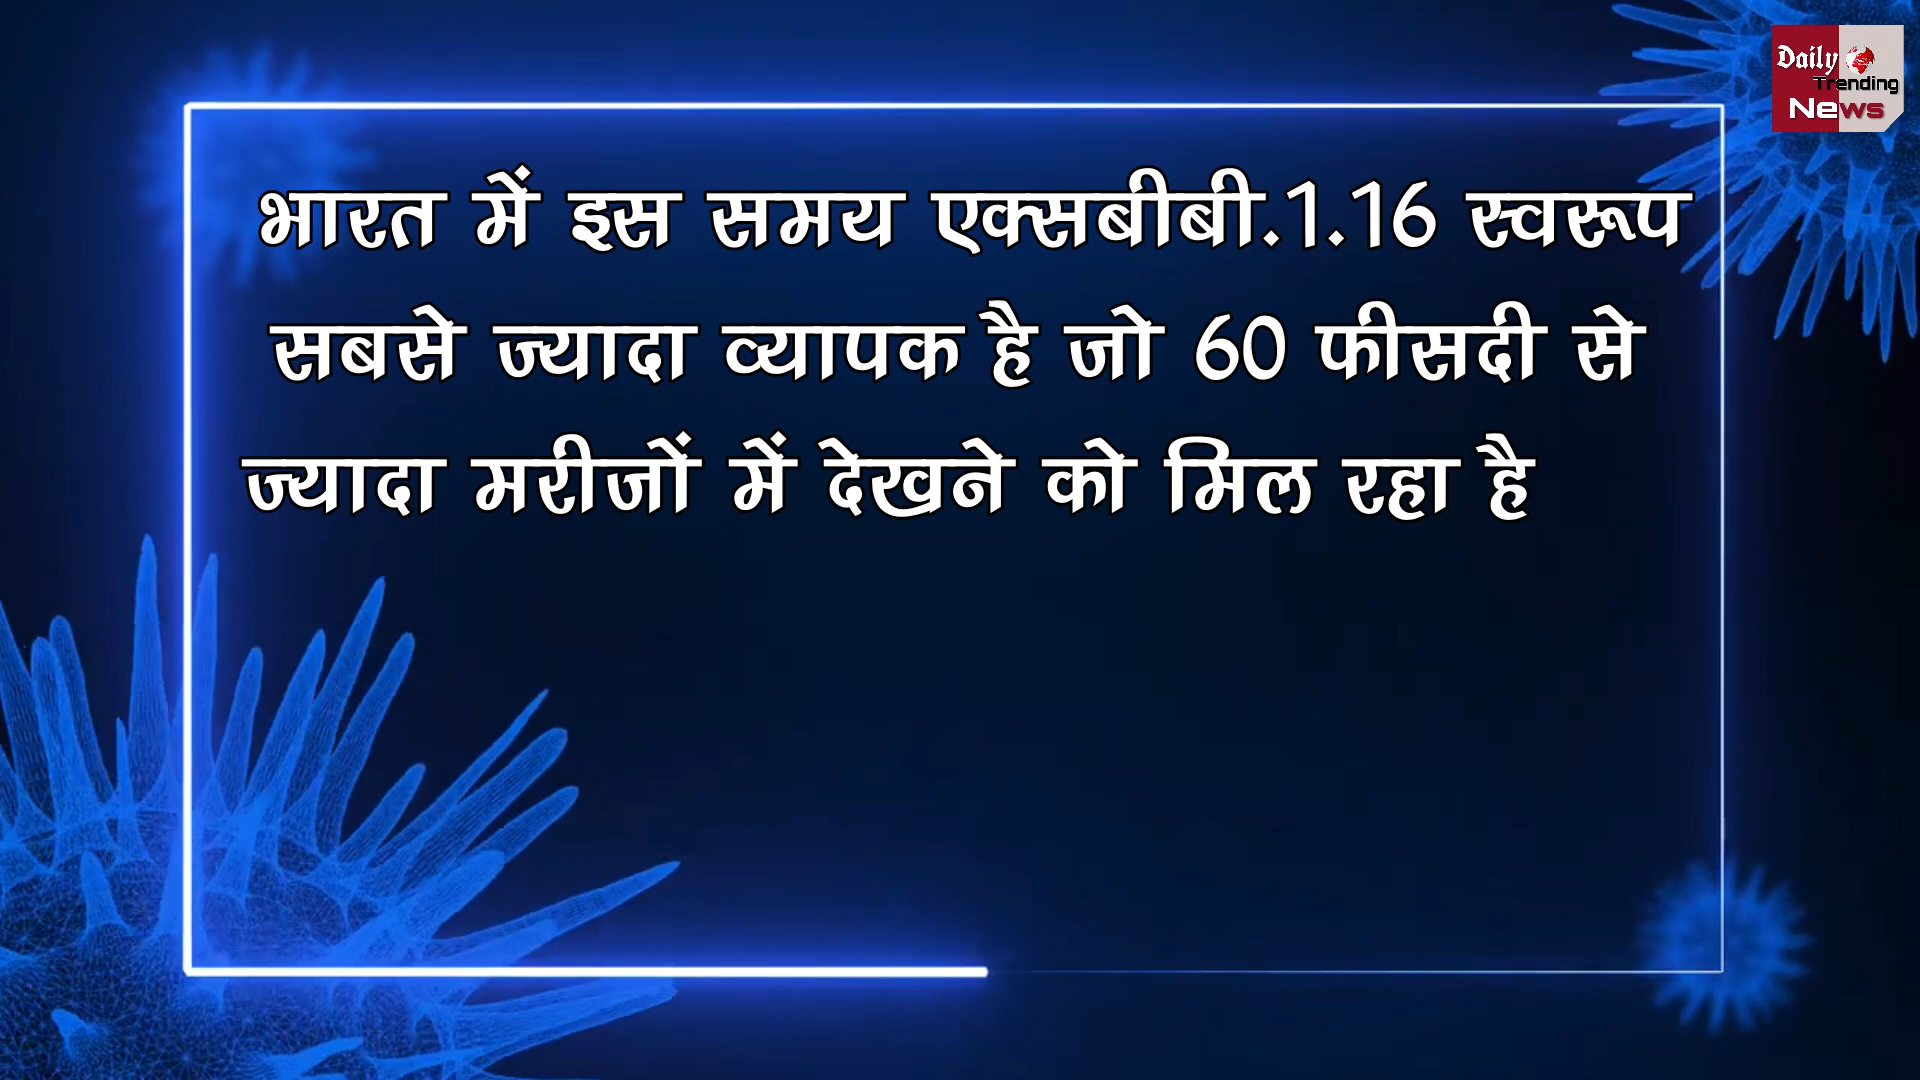 Daily
Trending
News
भारत में इस समय एक्सबीबी.1.16 स्वरूप
सबसे ज्यादा व्यापक है जो 60 फीसदी से
ज्यादा मरीजों में देखने को मिल रहा है